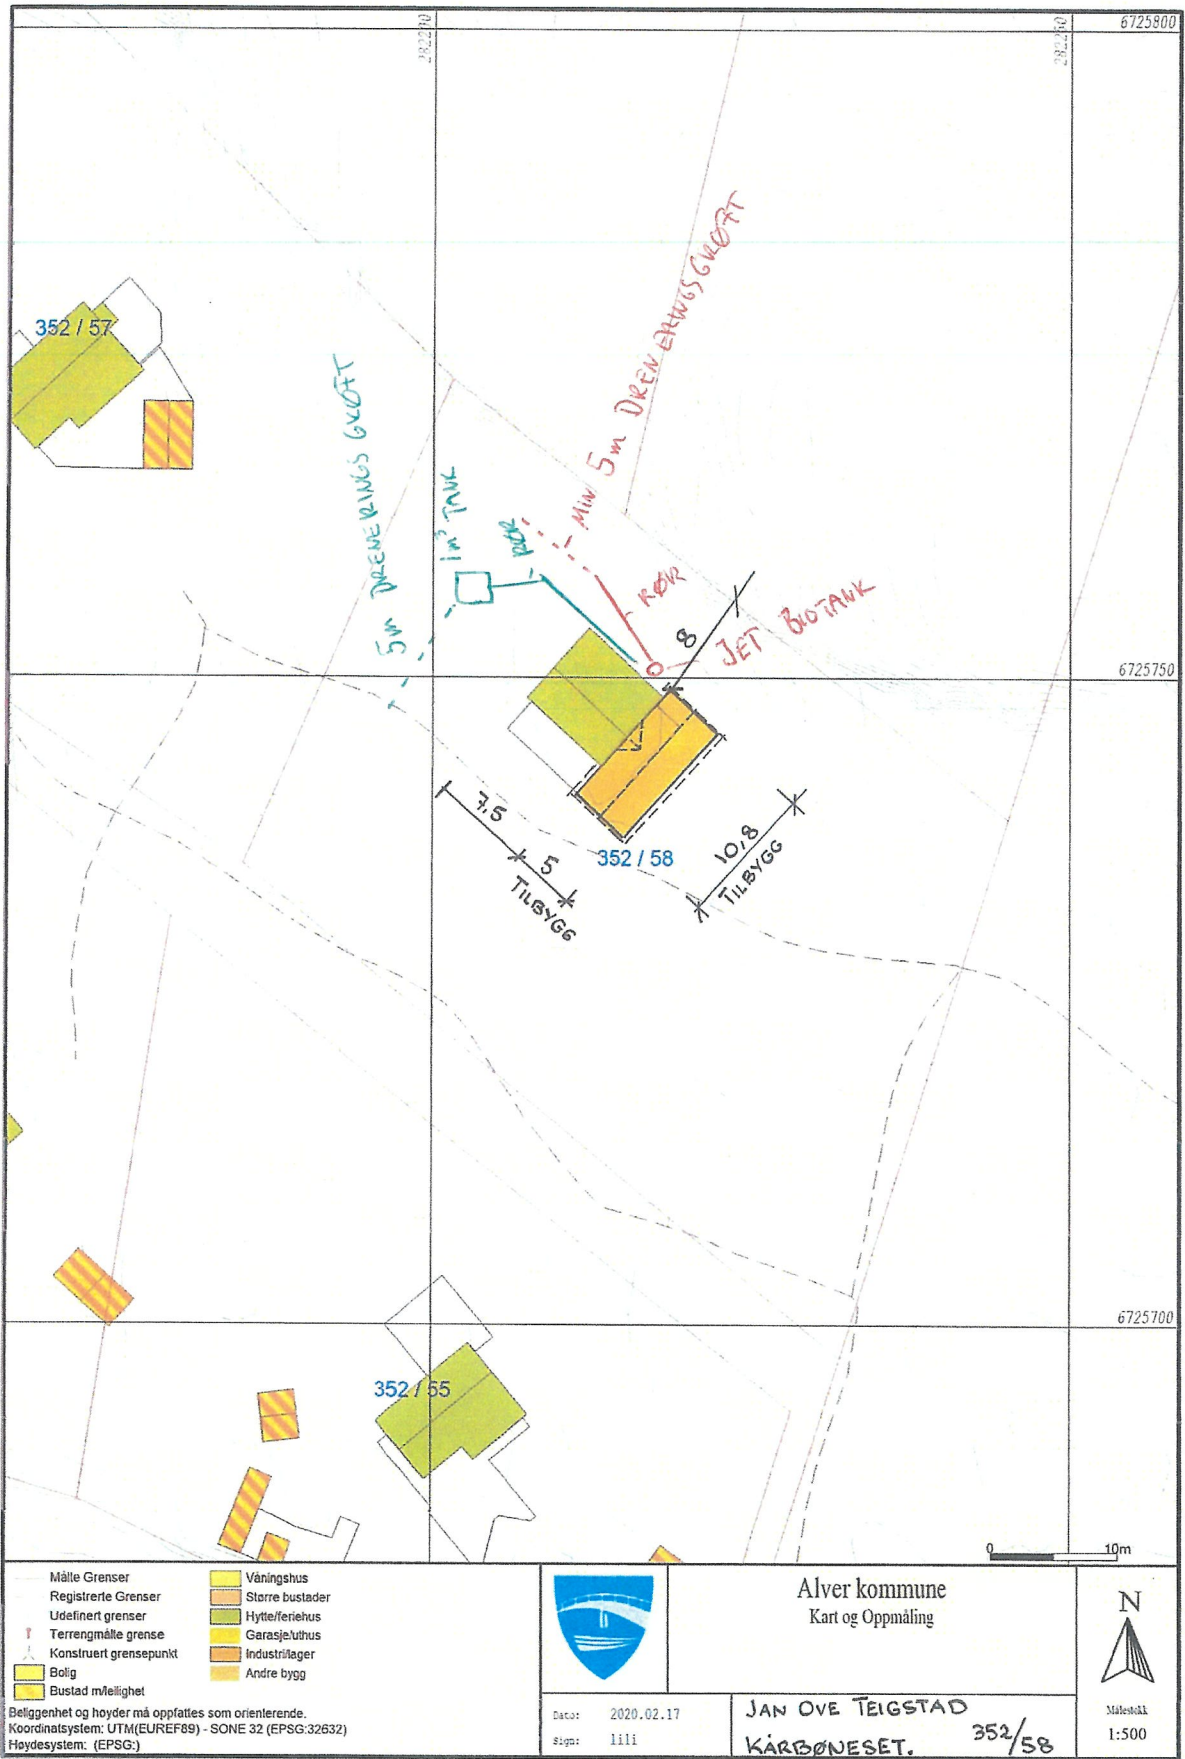 6725800
352 / 57
5m DRENERINGS GRØFT
1m³ TANK
RØR
MIN 5m DRENERINGSGRØFT
RØR
JET BIOTANK
8
6725750
7,5
5
TILBYGG
352 / 58
10,8
TILBYGG
6725700
352 / 55
0 10m
Målte Grenser
Registrerte Grenser
Udefinert grenser
Terrengmålte grense
Konstruert grensepunkt
Bolig
Bustad m/leilighet
Våningshus
Større bustader
Hytte/feriehus
Garasje/uthus
Industri/lager
Andre bygg
Beliggenhet og høyder må oppfattes som orienterende.
Koordinatsystem: UTM(EUREF89) - SONE 32 (EPSG:32632)
Høydesystem: (EPSG:)
Alver kommune
Kart og Oppmåling
Dato: 2020.02.17
Sign: lili
JAN OVE TEIGSTAD
KÅRBØNESET. 352/58
N
Målestokk
1:500